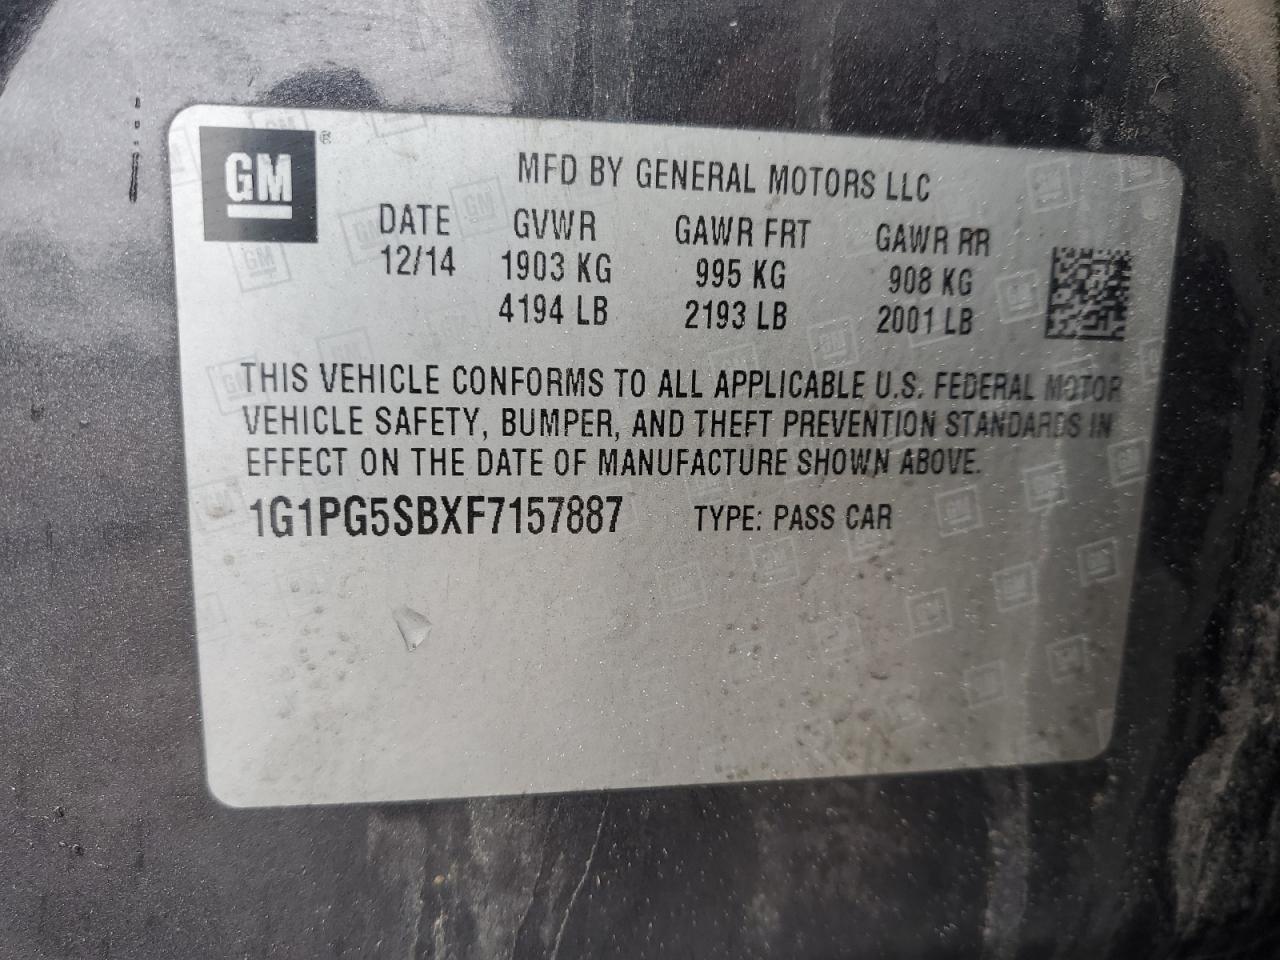 GM ®
MFD BY GENERAL MOTORS LLC
DATE GVWR GAWR FRT GAWR RR
12/14 1903 KG 995 KG 908 KG
4194 LB 2193 LB 2001 LB
THIS VEHICLE CONFORMS TO ALL APPLICABLE U.S. FEDERAL MOTOR
VEHICLE SAFETY, BUMPER, AND THEFT PREVENTION STANDARDS IN
EFFECT ON THE DATE OF MANUFACTURE SHOWN ABOVE.
1G1PG5SBXF7157887 TYPE: PASS CAR